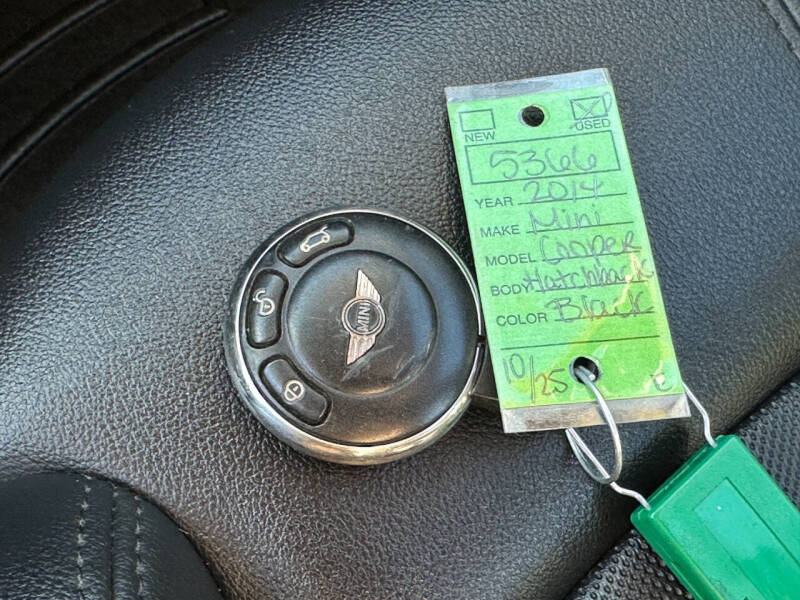 NEW
USED
5366
YEAR 2014
MAKE Mini
MODEL Cooper
BODY Hatchback
COLOR Black
10/25
MINI